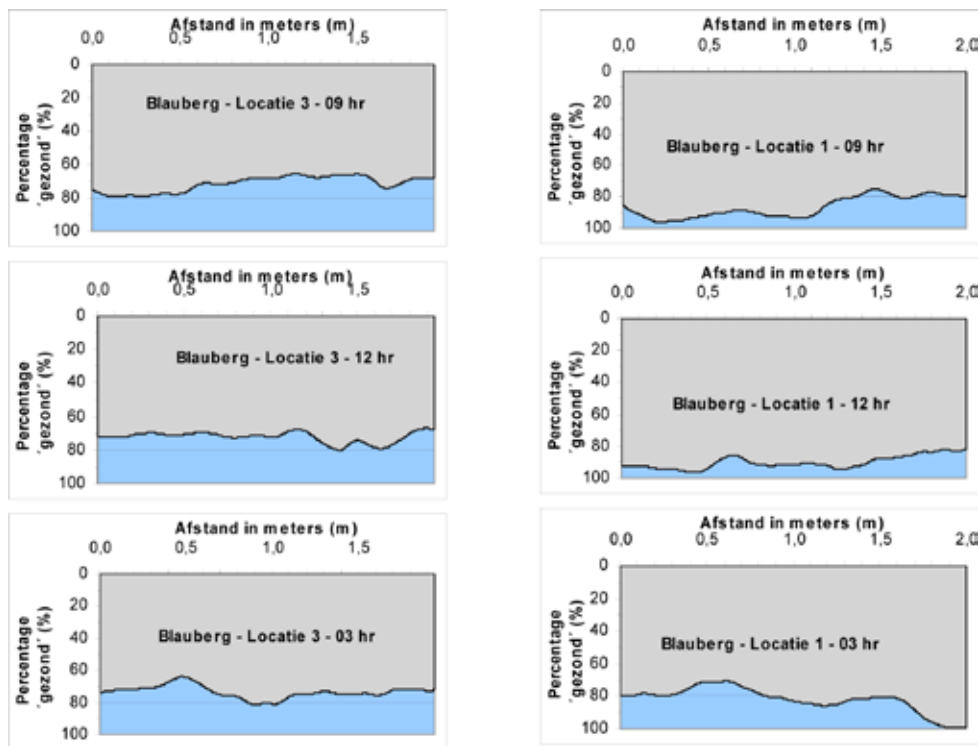 Afstand in meters (m)
0,0 0,5 1,0 1,5
Percentage
´gezond´ (%)
0
20
40
60
80
100
Blauberg - Locatie 3 - 09 hr
Afstand in meters (m)
0,0 0,5 1,0 1,5 2,0
Percentage
´gezond´ (%)
0
20
40
60
80
100
Blauberg - Locatie 1 - 09 hr
Afstand in meters (m)
0,0 0,5 1,0 1,5
Percentage
´gezond´ (%)
0
20
40
60
80
100
Blauberg - Locatie 3 - 12 hr
Afstand in meters (m)
0,0 0,5 1,0 1,5 2,0
Percentage
´gezond´ (%)
0
20
40
60
80
100
Blauberg - Locatie 1 - 12 hr
Afstand in meters (m)
0,0 0,5 1,0 1,5
Percentage
´gezond´ (%)
0
20
40
60
80
100
Blauberg - Locatie 3 - 03 hr
Afstand in meters (m)
0,0 0,5 1,0 1,5 2,0
Percentage
´gezond´ (%)
0
20
40
60
80
100
Blauberg - Locatie 1 - 03 hr